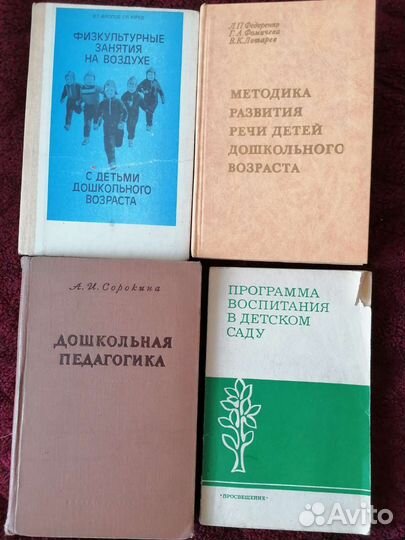 ФИЗКУЛЬТУРНЫЕ
ЗАНЯТИЯ
НА ВОЗДУХЕ
С ДЕТЬМИ
ДОШКОЛЬНОГО
ВОЗРАСТА
Л.П.Федоренко
Г.А.Фомичева
В.К.Лотарев
МЕТОДИКА
РАЗВИТИЯ
РЕЧИ ДЕТЕЙ
ДОШКОЛЬНОГО
ВОЗРАСТА
А.И.Сорокина
ДОШКОЛЬНАЯ
ПЕДАГОГИКА
ПРОГРАММА
ВОСПИТАНИЯ
В ДЕТСКОМ
САДУ
"ПРОСВЕЩЕНИЕ"
Avito